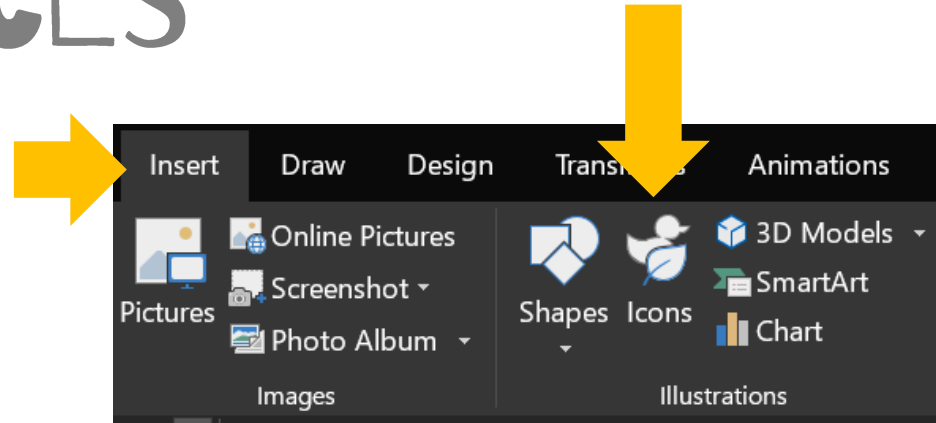 Insert Draw Design Animations
Online Pictures 3D Models
Screenshot SmartArt
Pictures Shapes Icons
Photo Album Chart
Images Illustrations